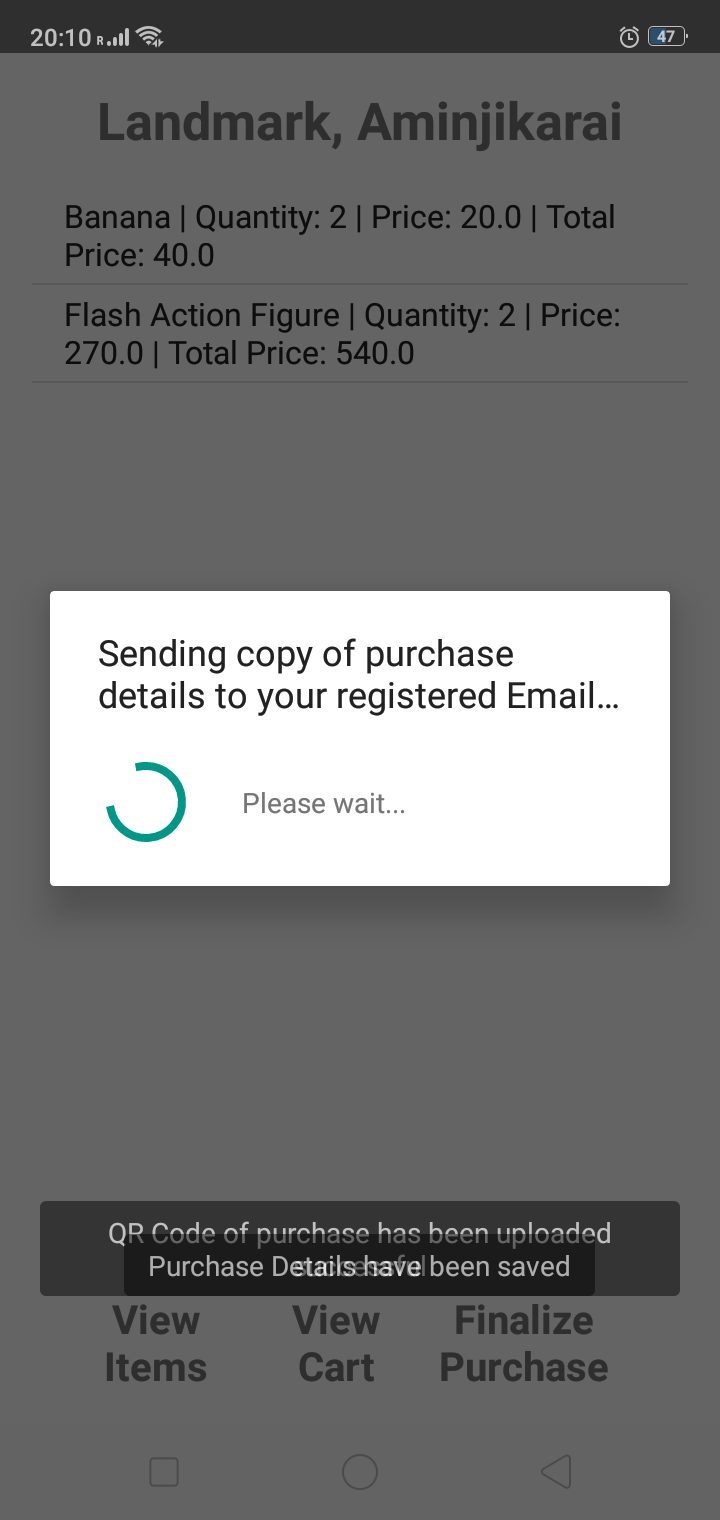 20:10 R 47
Landmark, Aminjikarai
Banana | Quantity: 2 | Price: 20.0 | Total
Price: 40.0
Flash Action Figure | Quantity: 2 | Price:
270.0 | Total Price: 540.0
Sending copy of purchase
details to your registered Email...
Please wait...
QR Code of purchase has been uploaded
Purchase Details have been saved
View Items
View Cart
Finalize Purchase